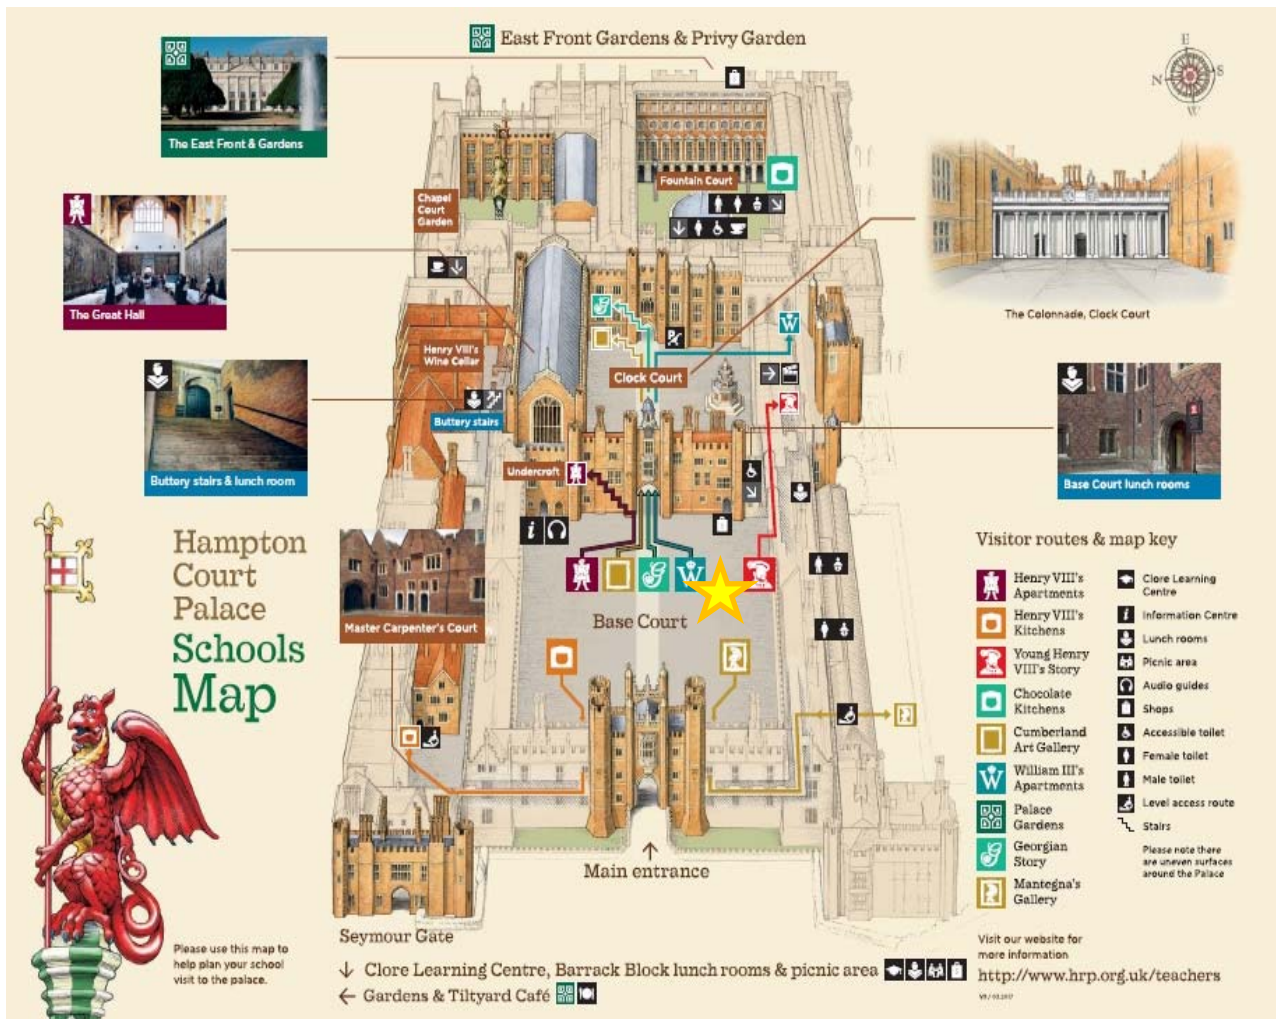 East Front Gardens & Privy Garden
E
N
S
W
The East Front & Gardens
Fountain Court
Chapel
Court
Garden
The Great Hall
The Colonnade, Clock Court
Henry VIII's
Wine Cellar
W
Clock Court
Buttery stairs
Buttery stairs & lunch room
Undercroft
Base Court lunch rooms
i
W
Hampton
Court
Palace
Schools
Map
Master Carpenter's Court
Base Court
Visitor routes & map key
Henry VIII's
Apartments
Henry VIII's
Kitchens
Young Henry
VIII's Story
Chocolate
Kitchens
Cumberland
Art Gallery
W
William III's
Apartments
Palace
Gardens
Georgian
Story
Mantegna's
Gallery
Clore Learning
Centre
i
Information Centre
Lunch rooms
Picnic area
Audio guides
Shops
Accessible toilet
Female toilet
Male toilet
Level access route
Stairs
Please note there
are uneven surfaces
around the Palace
Main entrance
Seymour Gate
Clore Learning Centre, Barrack Block lunch rooms & picnic area
Gardens & Tiltyard Café
Please use this map to
help plan your school
visit to the palace.
Visit our website for
more information
http://www.hrp.org.uk/teachers